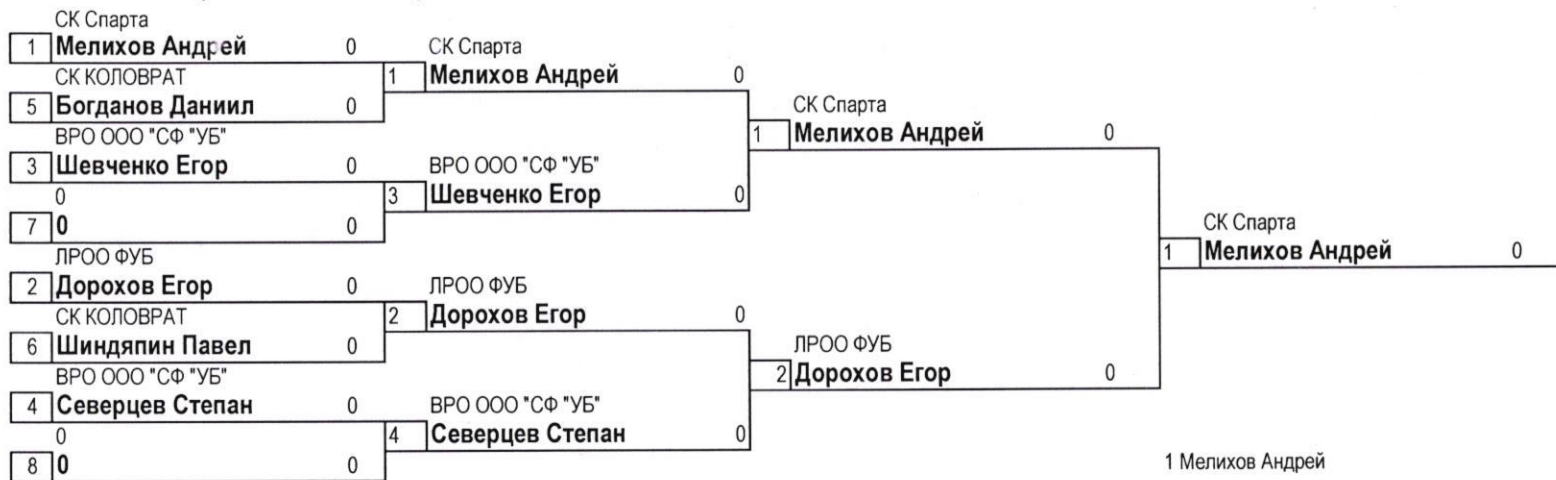 СК Спарта
1 Мелихов Андрей 0
СК КОЛОВРАТ
5 Богданов Даниил 0
ВРО ООО "СФ "УБ"
3 Шевченко Егор 0
0
7 0 0
ЛРОО ФУБ
2 Дорохов Егор 0
СК КОЛОВРАТ
6 Шиндяпин Павел 0
ВРО ООО "СФ "УБ"
4 Северцев Степан 0
0
8 0 0
СК Спарта
1 Мелихов Андрей 0
ВРО ООО "СФ "УБ"
3 Шевченко Егор 0
ЛРОО ФУБ
2 Дорохов Егор 0
ВРО ООО "СФ "УБ"
4 Северцев Степан 0
СК Спарта
1 Мелихов Андрей 0
ЛРОО ФУБ
2 Дорохов Егор 0
СК Спарта
1 Мелихов Андрей 0
1 Мелихов Андрей